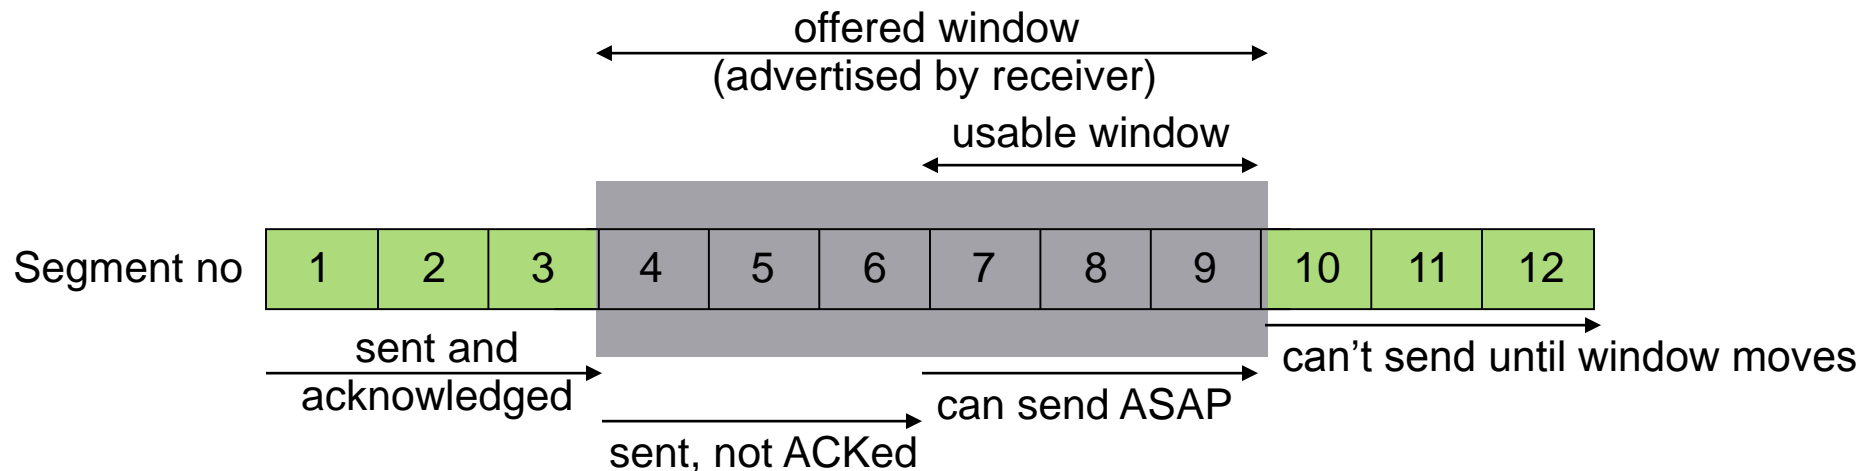 offered window
(advertised by receiver)
usable window
Segment no 1 2 3 4 5 6 7 8 9 10 11 12
sent and
acknowledged
can't send until window moves
can send ASAP
sent, not ACKed